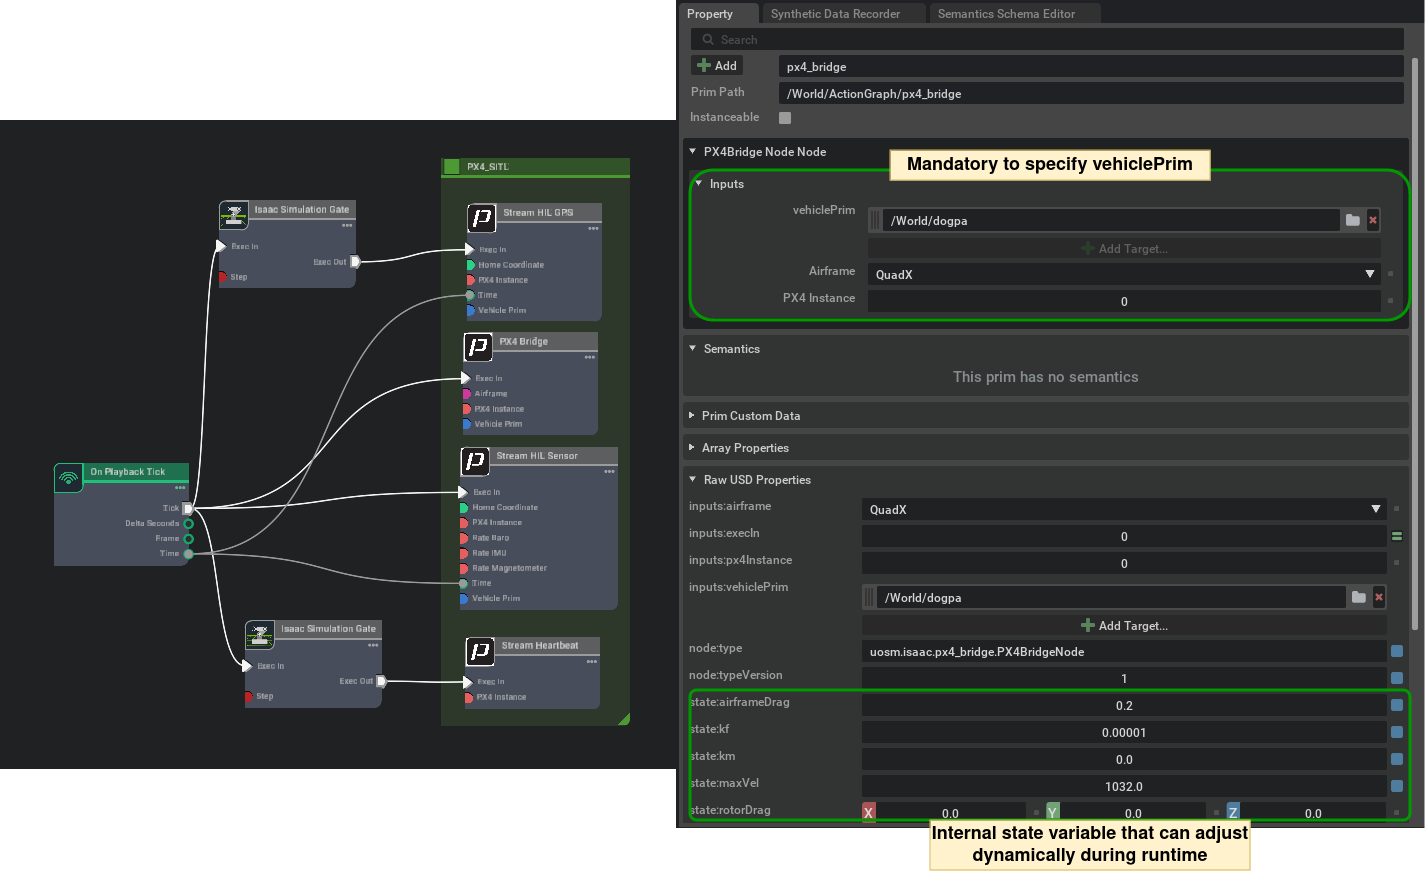 PX4_SITL
Isaac Simulation Gate
Exec In
Exec Out
Step
Stream HIL GPS
Exec In
Home Coordinate
PX4 Instance
Time
Vehicle Prim
PX4 Bridge
Exec In
Airframe
PX4 Instance
Vehicle Prim
Stream HIL Sensor
Exec In
Home Coordinate
PX4 Instance
Rate Baro
Rate IMU
Rate Magnetometer
Time
Vehicle Prim
On Playback Tick
Tick
Delta Seconds
Frame
Time
Isaac Simulation Gate
Exec In
Exec Out
Step
Stream Heartbeat
Exec In
PX4 Instance
Property
Synthetic Data Recorder
Semantics Schema Editor
Search
Add
px4_bridge
Prim Path
/World/ActionGraph/px4_bridge
Instanceable
PX4Bridge Node Node
Mandatory to specify vehiclePrim
Inputs
vehiclePrim
/World/dogpa
Add Target...
Airframe
QuadX
PX4 Instance
0
Semantics
This prim has no semantics
Prim Custom Data
Array Properties
Raw USD Properties
inputs:airframe
QuadX
inputs:execIn
0
inputs:px4Instance
0
inputs:vehiclePrim
/World/dogpa
Add Target...
node:type
uosm.isaac.px4_bridge.PX4BridgeNode
node:typeVersion
1
state:airframeDrag
0.2
state:kf
0.00001
state:km
0.0
state:maxVel
1032.0
state:rotorDrag
X 0.0 Y 0.0 Z 0.0
Internal state variable that can adjust
dynamically during runtime